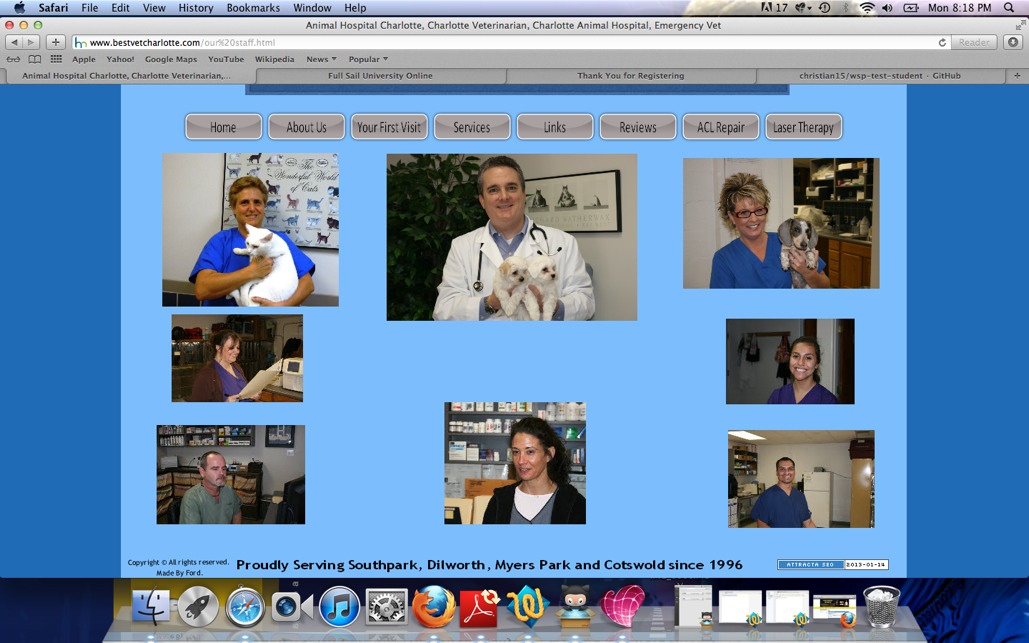 Safari File Edit View History Bookmarks Window Help 17 Mon 8:18 PM
Animal Hospital Charlotte, Charlotte Veterinarian, Charlotte Animal Hospital, Emergency Vet
www.bestvetcharlotte.com/our%20staff.html Reader
Apple Yahoo! Google Maps YouTube Wikipedia News Popular
Animal Hospital Charlotte, Charlotte Veterinarian,... Full Sail University Online Thank You for Registering christian15/wsp-test-student - GitHub
Home About Us Your First Visit Services Links Reviews ACL Repair Laser Therapy
The
Wonderful World
of Cats
Copyright © All rights reserved.
Made By Ford.
Proudly Serving Southpark, Dilworth, Myers Park and Cotswold since 1996
ATTRACTA SEO 2013-01-14